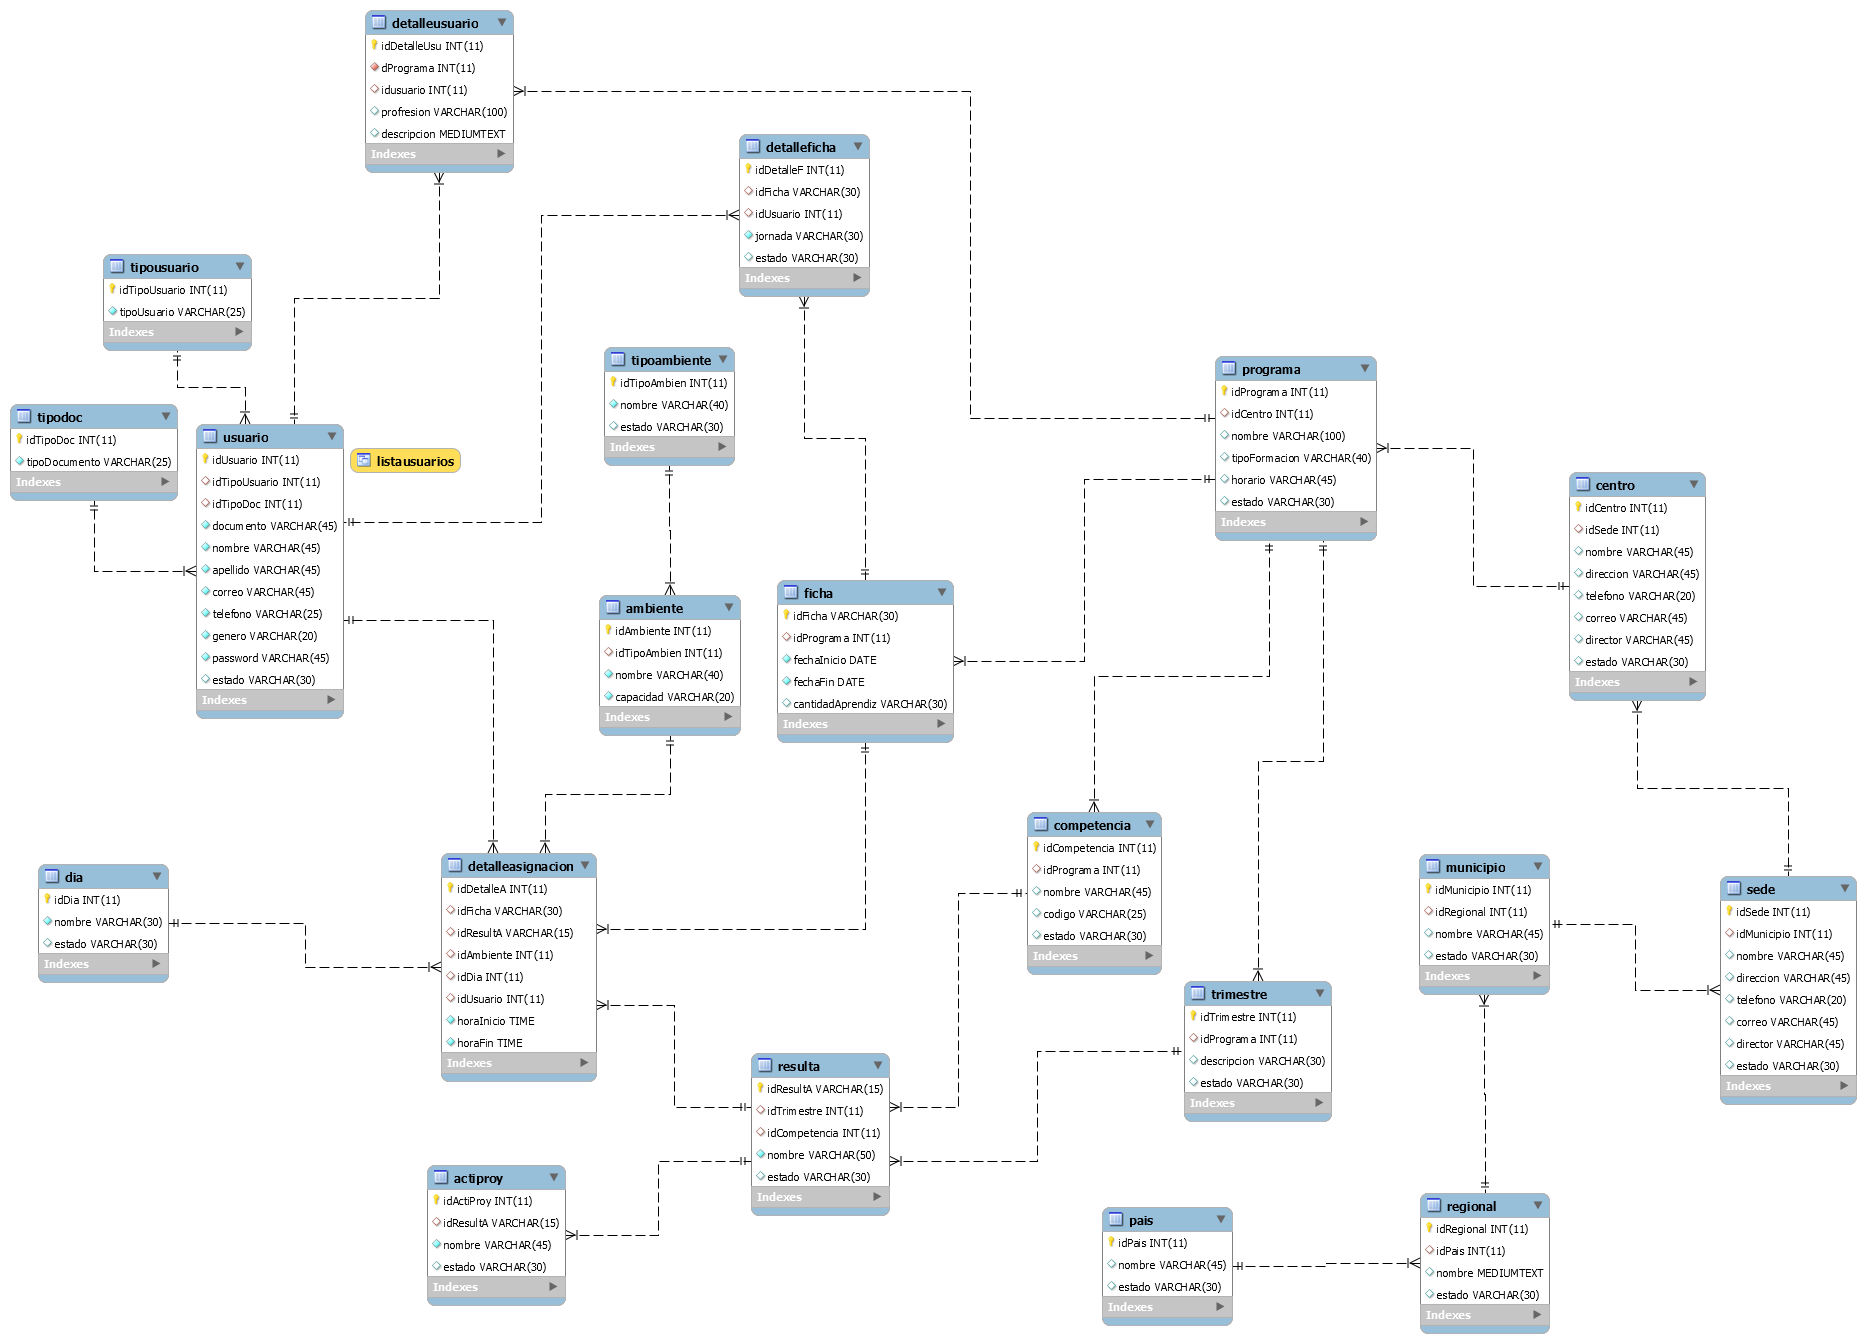 detalleusuario
idDetalleUsu INT(11)
dPrograma INT(11)
idusuario INT(11)
profresion VARCHAR(100)
descripcion MEDIUMTEXT
Indexes
detalleficha
idDetalleF INT(11)
idFicha VARCHAR(30)
idUsuario INT(11)
jornada VARCHAR(30)
estado VARCHAR(30)
Indexes
tipousuario
idTipoUsuario INT(11)
tipoUsuario VARCHAR(25)
Indexes
tipoambiente
idTipoAmbien INT(11)
nombre VARCHAR(40)
estado VARCHAR(30)
Indexes
programa
idPrograma INT(11)
idCentro INT(11)
nombre VARCHAR(100)
tipoFormacion VARCHAR(40)
horario VARCHAR(45)
estado VARCHAR(30)
Indexes
tipodoc
idTipoDoc INT(11)
tipoDocumento VARCHAR(25)
Indexes
usuario
idUsuario INT(11)
idTipoUsuario INT(11)
idTipoDoc INT(11)
documento VARCHAR(45)
nombre VARCHAR(45)
apellido VARCHAR(45)
correo VARCHAR(45)
telefono VARCHAR(25)
genero VARCHAR(20)
password VARCHAR(45)
estado VARCHAR(30)
Indexes
listausuarios
centro
idCentro INT(11)
idSede INT(11)
nombre VARCHAR(45)
direccion VARCHAR(45)
telefono VARCHAR(20)
correo VARCHAR(45)
director VARCHAR(45)
estado VARCHAR(30)
Indexes
ambiente
idAmbiente INT(11)
idTipoAmbien INT(11)
nombre VARCHAR(40)
capacidad VARCHAR(20)
Indexes
ficha
idFicha VARCHAR(30)
idPrograma INT(11)
fechaInicio DATE
fechaFin DATE
cantidadAprendiz VARCHAR(30)
Indexes
competencia
idCompetencia INT(11)
idPrograma INT(11)
nombre VARCHAR(45)
codigo VARCHAR(25)
estado VARCHAR(30)
Indexes
dia
idDia INT(11)
nombre VARCHAR(30)
estado VARCHAR(30)
Indexes
detalleasignacion
idDetalleA INT(11)
idFicha VARCHAR(30)
idResultA VARCHAR(15)
idAmbiente INT(11)
idDia INT(11)
idUsuario INT(11)
horaInicio TIME
horaFin TIME
Indexes
municipio
idMunicipio INT(11)
idRegional INT(11)
nombre VARCHAR(45)
estado VARCHAR(30)
Indexes
sede
idSede INT(11)
idMunicipio INT(11)
nombre VARCHAR(45)
direccion VARCHAR(45)
telefono VARCHAR(20)
correo VARCHAR(45)
director VARCHAR(45)
estado VARCHAR(30)
Indexes
trimestre
idTrimestre INT(11)
idPrograma INT(11)
descripcion VARCHAR(30)
estado VARCHAR(30)
Indexes
resulta
idResultA VARCHAR(15)
idTrimestre INT(11)
idCompetencia INT(11)
nombre VARCHAR(50)
estado VARCHAR(30)
Indexes
actiproy
idActiProy INT(11)
idResultA VARCHAR(15)
nombre VARCHAR(45)
estado VARCHAR(30)
Indexes
pais
idPais INT(11)
nombre VARCHAR(45)
estado VARCHAR(30)
Indexes
regional
idRegional INT(11)
idPais INT(11)
nombre MEDIUMTEXT
estado VARCHAR(30)
Indexes